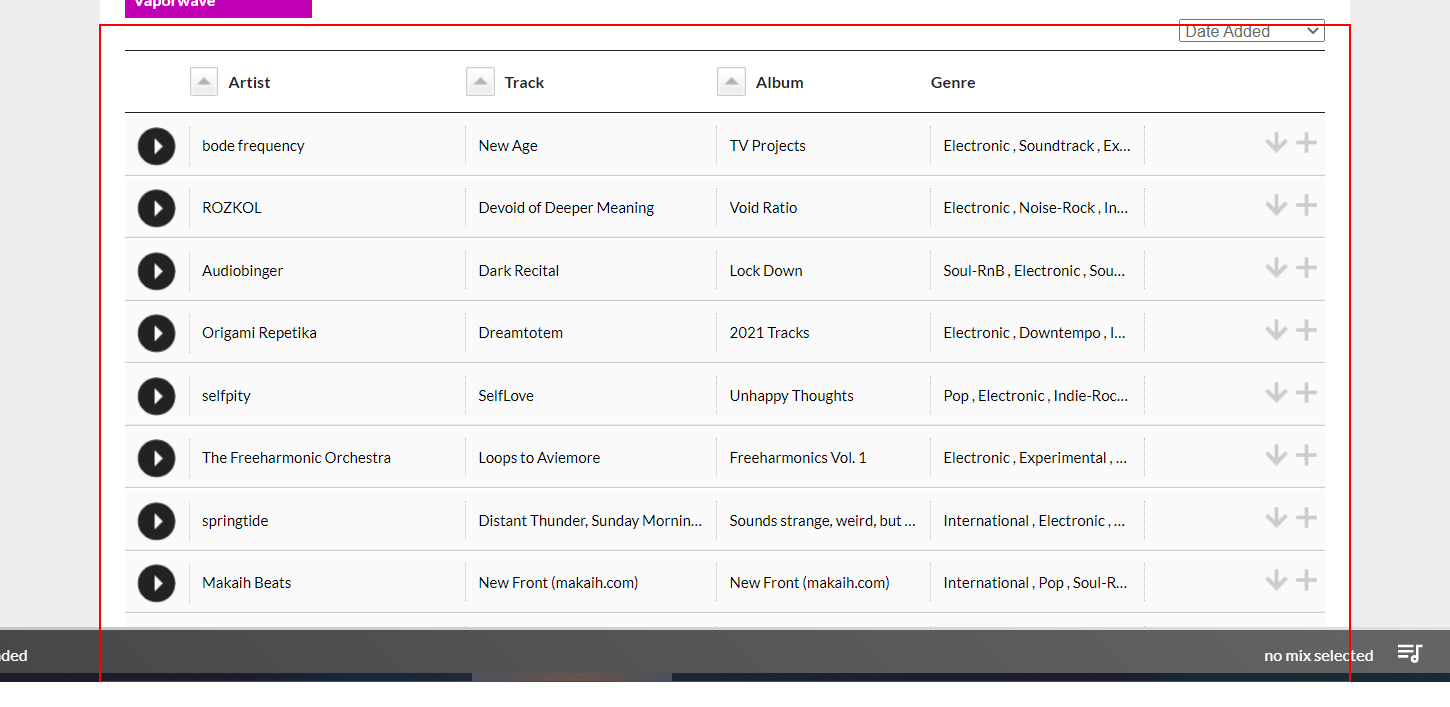 Vaporwave
Date Added
Artist Track Album Genre
bode frequency New Age TV Projects Electronic , Soundtrack , Ex...
ROZKOL Devoid of Deeper Meaning Void Ratio Electronic , Noise-Rock , In...
Audiobinger Dark Recital Lock Down Soul-RnB , Electronic , Sou...
Origami Repetika Dreamtotem 2021 Tracks Electronic , Downtempo , I...
selfpity SelfLove Unhappy Thoughts Pop , Electronic , Indie-Roc...
The Freeharmonic Orchestra Loops to Aviemore Freeharmonics Vol. 1 Electronic , Experimental , ...
springtide Distant Thunder, Sunday Mornin... Sounds strange, weird, but ... International , Electronic , ...
Makaih Beats New Front (makaih.com) New Front (makaih.com) International , Pop , Soul-R...
ded no mix selected